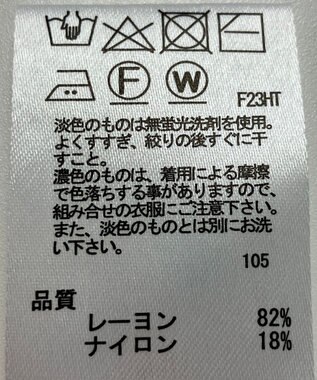 F W F23HT
淡色のものは無蛍光洗剤を使用。
よくすすぎ、絞りの後すぐに干
すこと。
濃色のものは、着用による摩擦
で色落ちする事がありますので、
組み合せの衣服にご注意下さい。
また、淡色のものとは別にお洗
い下さい。
105
品質
レーヨン 82%
ナイロン 18%